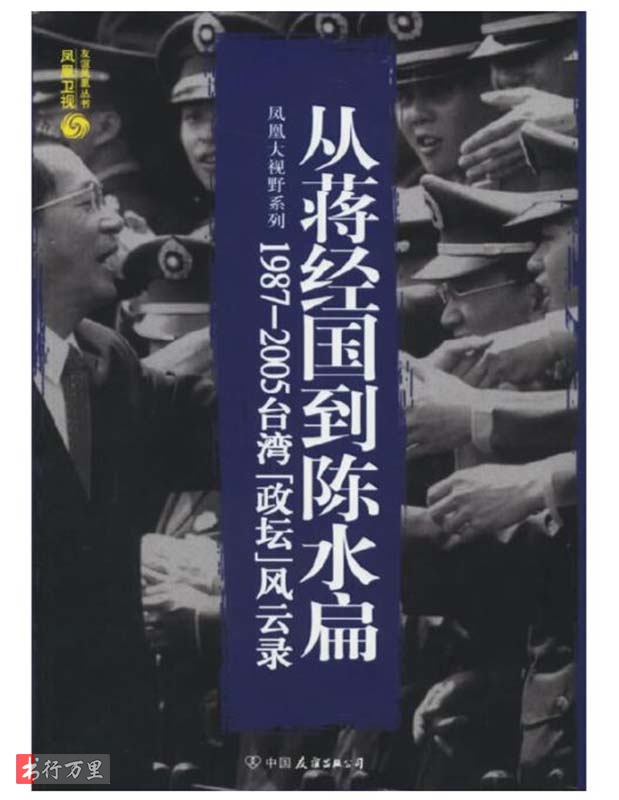 友谊凤凰丛书
凤凰卫视
从蒋经国到陈水扁
凤凰大视野系列
1987—2005台湾「政坛」风云录
中国友谊出版公司
书行万里